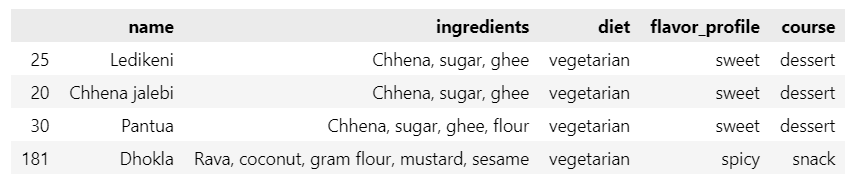 name ingredients diet flavor_profile course
25 Ledikeni Chhena, sugar, ghee vegetarian sweet dessert
20 Chhena jalebi Chhena, sugar, ghee vegetarian sweet dessert
30 Pantua Chhena, sugar, ghee, flour vegetarian sweet dessert
181 Dhokla Rava, coconut, gram flour, mustard, sesame vegetarian spicy snack